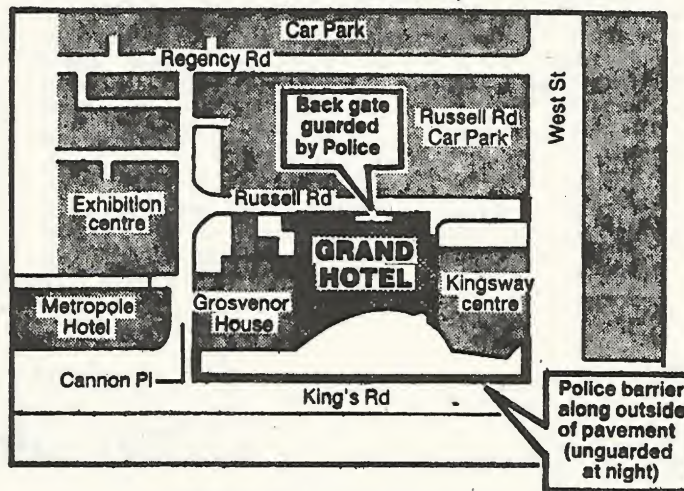 Car Park
Regency Rd
West St
Back gate
guarded
by Police
Russell Rd
Car Park
Russell Rd
Exhibition
centre
GRAND
HOTEL
Kingsway
centre
Metropole
Hotel
Grosvenor
House
Cannon Pl
King's Rd
Police barrier
along outside
of pavement
(unguarded
at night)